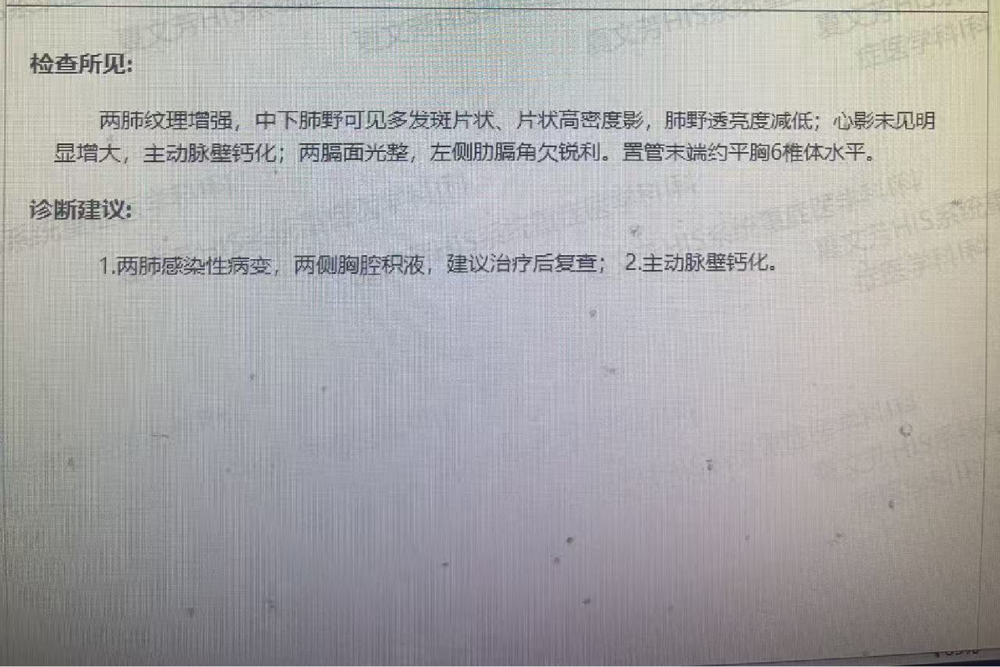 检查所见:
两肺纹理增强，中下肺野可见多发斑片状、片状高密度影，肺野透亮度减低；心影未见明
显增大，主动脉壁钙化；两膈面光整，左侧肋膈角欠锐利。置管末端约平胸6椎体水平。
诊断建议:
1.两肺感染性病变，两侧胸腔积液，建议治疗后复查； 2.主动脉壁钙化。